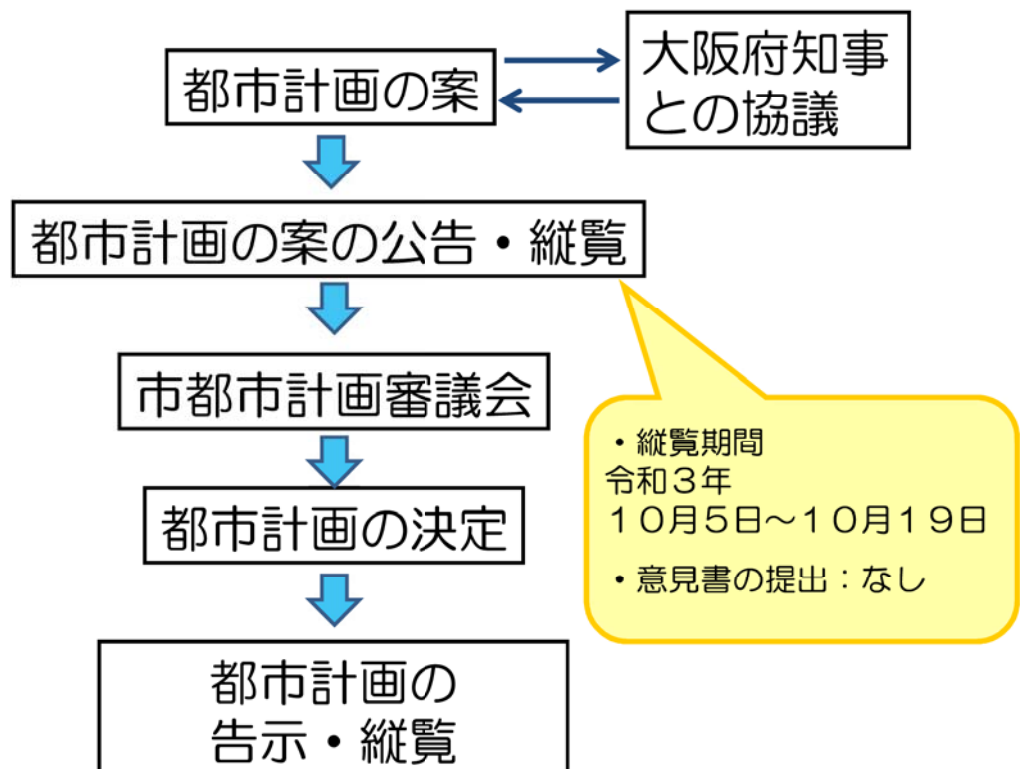 都市計画の案
大阪府知事
との協議
都市計画の案の公告・縦覧
市都市計画審議会
・縦覧期間
令和３年
１０月５日～１０月１９日
・意見書の提出：なし
都市計画の決定
都市計画の
告示・縦覧